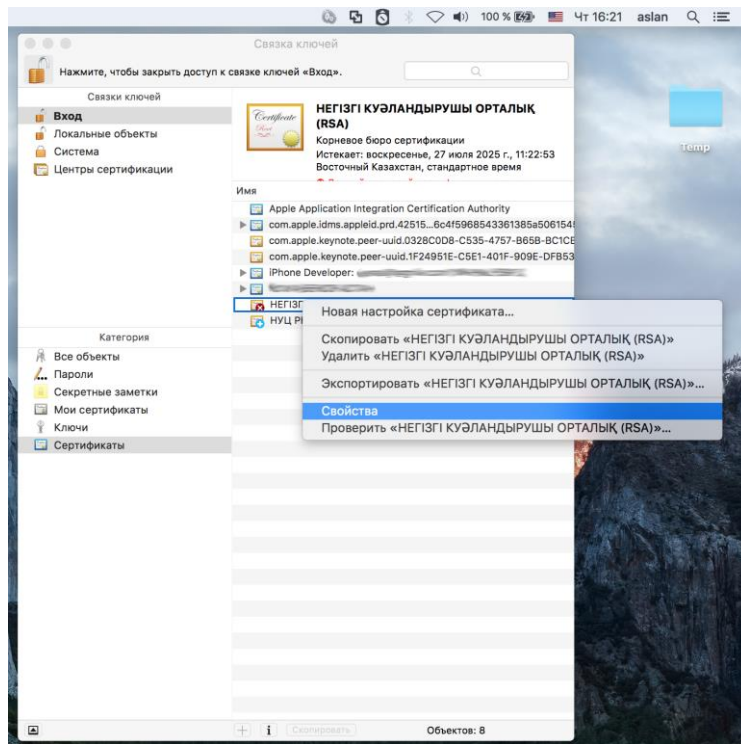 100 %
Чт 16:21
aslan
Связка ключей
Нажмите, чтобы закрыть доступ к связке ключей «Вход».
Связки ключей
Вход
Локальные объекты
Система
Центры сертификации
Certificate
Root
НЕГІЗГІ КУӘЛАНДЫРУШЫ ОРТАЛЫҚ
(RSA)
Корневое бюро сертификации
Истекает: воскресенье, 27 июля 2025 г., 11:22:53
Восточный Казахстан, стандартное время
Temp
Имя
Apple Application Integration Certification Authority
com.apple.idms.appleid.prd.42515...6c4f5968543361385a506154
com.apple.keynote.peer-uuid.0328C0D8-C535-4757-B65B-BC1CE
com.apple.keynote.peer-uuid.1F24951E-C5E1-401F-909E-DFB53
iPhone Developer:
НЕГІЗГ
НУЦ
Новая настройка сертификата...
Скопировать «НЕГІЗГІ КУӘЛАНДЫРУШЫ ОРТАЛЫҚ (RSA)»
Удалить «НЕГІЗГІ КУӘЛАНДЫРУШЫ ОРТАЛЫҚ (RSA)»
Экспортировать «НЕГІЗГІ КУӘЛАНДЫРУШЫ ОРТАЛЫҚ (RSA)»...
Свойства
Проверить «НЕГІЗГІ КУӘЛАНДЫРУШЫ ОРТАЛЫҚ (RSA)»...
Категория
Все объекты
Пароли
Секретные заметки
Мои сертификаты
Ключи
Сертификаты
Скопировать
Объектов: 8